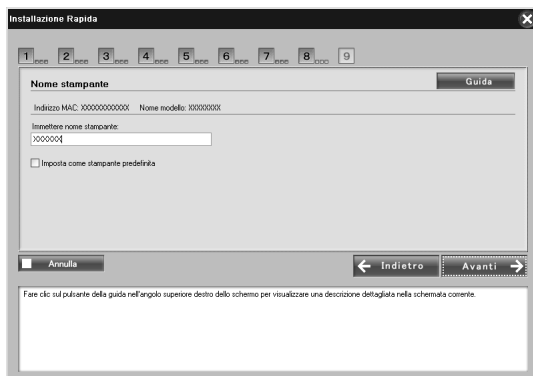 Installazione Rapida
1 2 3 4 5 6 7 8 9
Nome stampante
Guida
Indirizzo MAC: XXXXXXXXXXXX Nome modello: XXXXXXXX
Immettere nome stampante:
XXXXXX
Imposta come stampante predefinita
Annulla
Indietro
Avanti
Fare clic sul pulsante della guida nell'angolo superiore destro dello schermo per visualizzare una descrizione dettagliata nella schermata corrente.